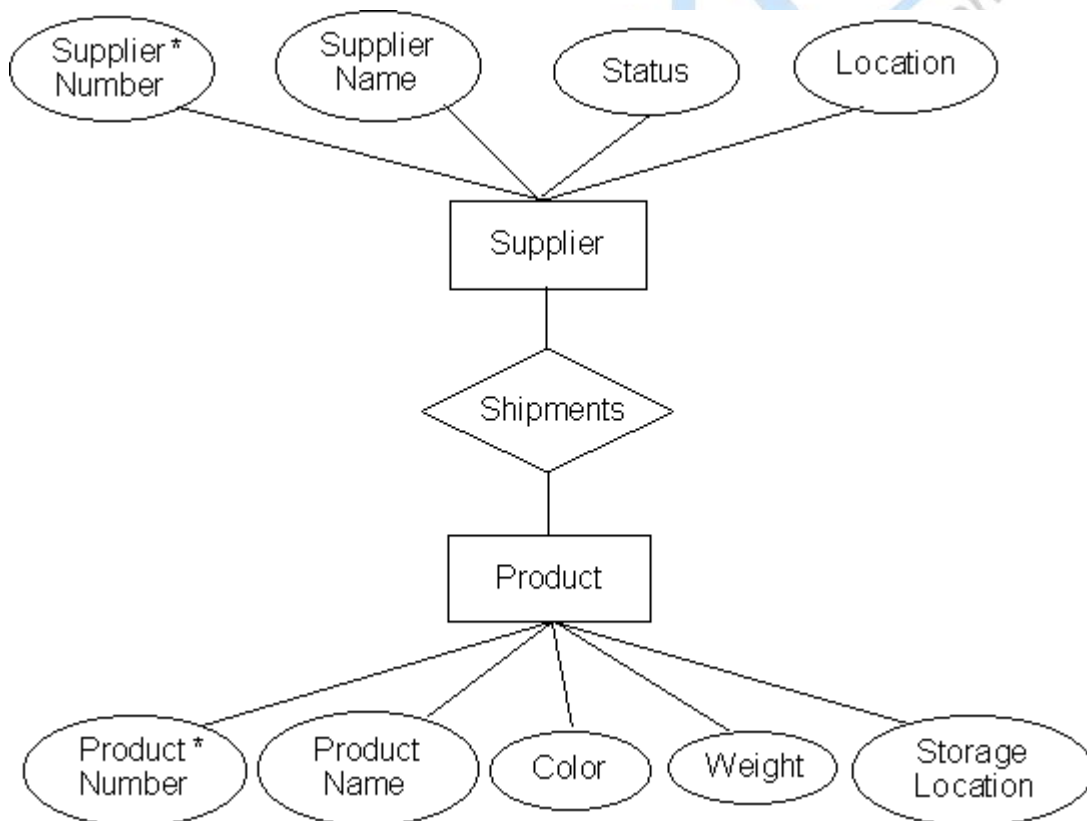 Supplier *
Number
Supplier
Name
Status
Location
Supplier
Shipments
Product
Product *
Number
Product
Name
Color
Weight
Storage
Location